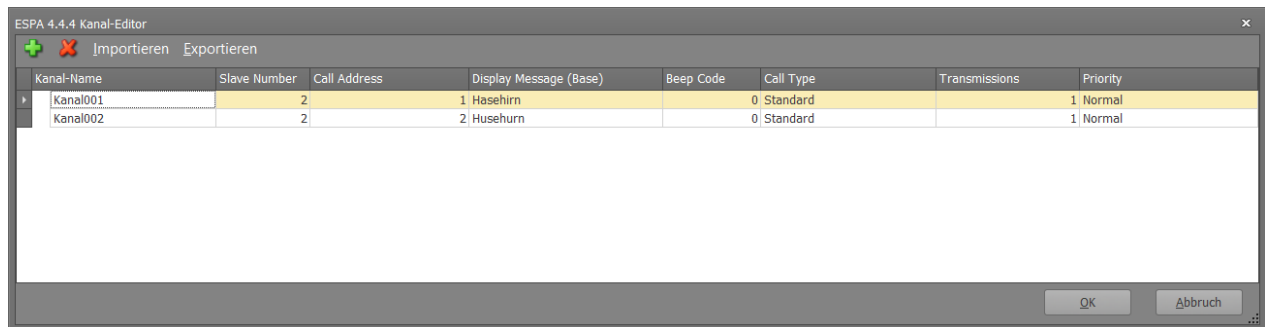 ESPA 4.4.4 Kanal-Editor
Importieren Exportieren
Kanal-Name Slave Number Call Address Display Message (Base) Beep Code Call Type Transmissions Priority
Kanal001 2 1 Hasehirn 0 Standard 1 Normal
Kanal002 2 2 Husehurn 0 Standard 1 Normal
OK Abbruch